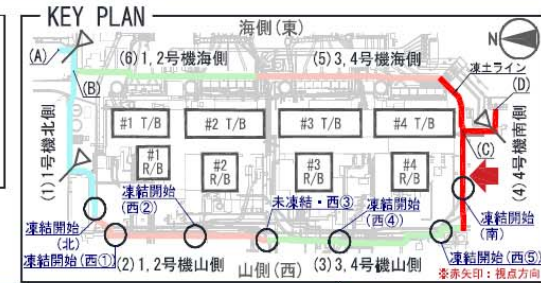 KEY PLAN
海側(東)
N
(A)
(6)1,2号機海側
(5)3,4号機海側
凍土ライン
(B)
(D)
#1 T/B
#2 T/B
#3 T/B
#4 T/B
(C)
(1)1号機北側
(4)4号機南側
#1
R/B
#2
R/B
#3
R/B
#4
R/B
凍結開始
(西②)
未凍結・西③
凍結開始
(西④)
凍結開始
(北)
凍結開始
(南)
凍結開始(西①)
(2)1,2号機山側
山側(西)
(3)3,4号機山側
凍結開始(西⑤)
※赤矢印:視点方向